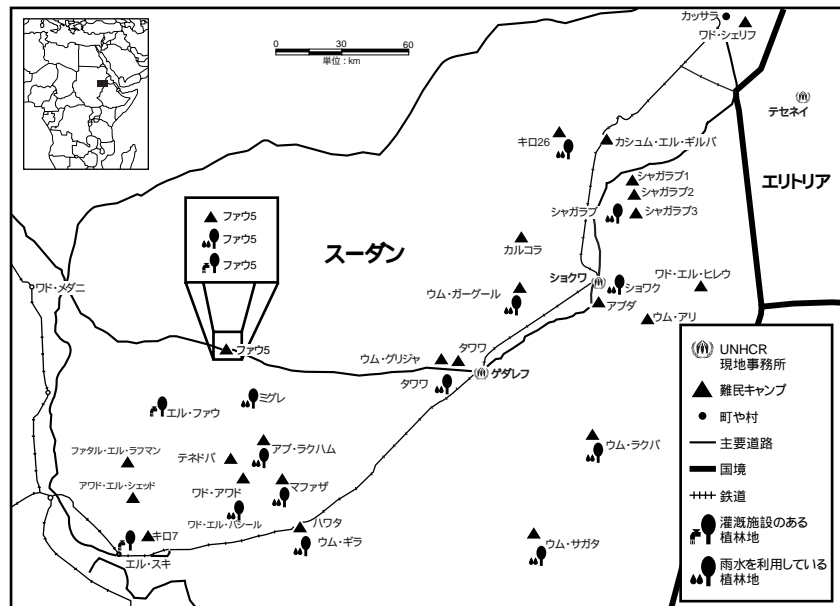 カッサラ
ワド・シェリフ
0 30 60
単位 : km
テセネイ
キロ26
カシュム・エル・ギルバ
エリトリア
シャガラブ1
シャガラブ2
シャガラブ
シャガラブ3
ファウ5
ファウ5
ファウ5
スーダン
カルコラ
ショクワ
ワド・エル・ヒレウ
ショワク
ワド・メダニ
ウム・ガーゲール
アブダ
ウム・アリ
ファウ5
ウム・グリジャ
タワワ
タワワ
ゲダレフ
ミグレ
エル・ファウ
アブ・ラクハム
ファタル・エル・ラフマン
テネドバ
ウム・ラクバ
アワド・エル・シェッド
ワド・アワド
マファザ
ワド・エル・バシール
ハワタ
キロ7
ウム・ギラ
ウム・サガタ
エル・スキ
UNHCR
現地事務所
難民キャンプ
町や村
主要道路
国境
鉄道
灌漑施設のある
植林地
雨水を利用している
植林地